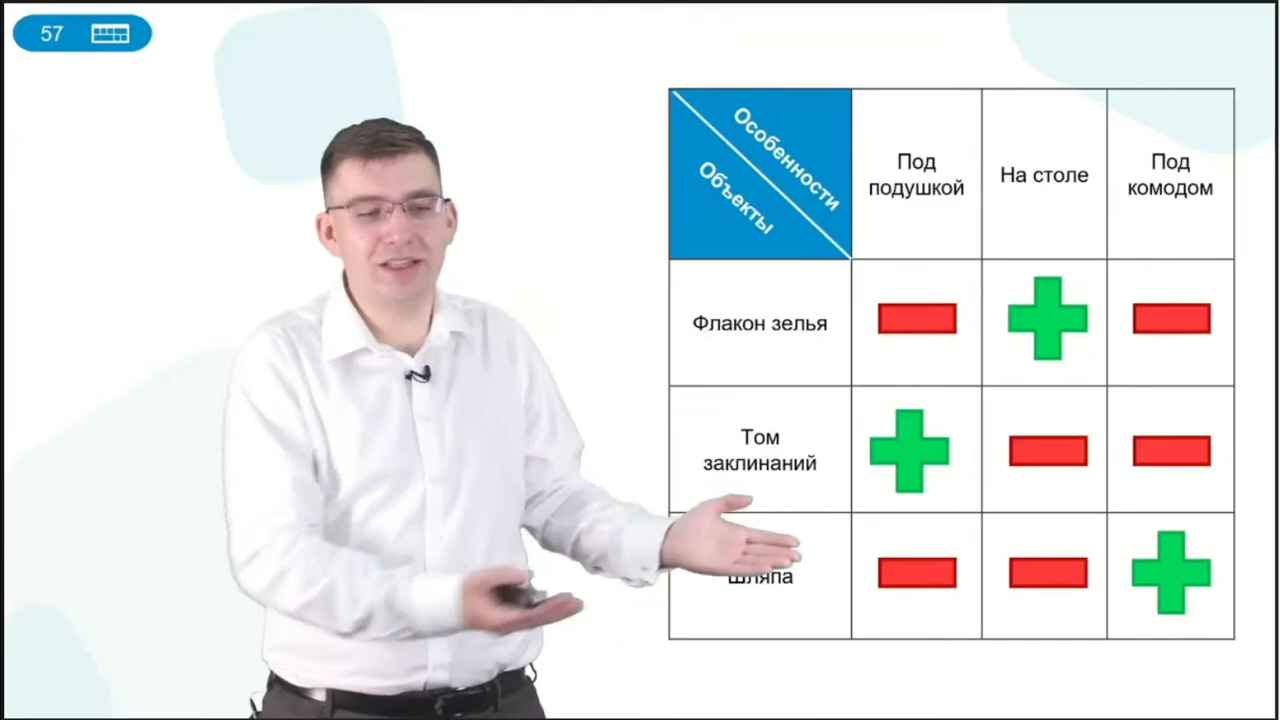 57
Особенности
Объекты
Под
подушкой
На столе
Под
комодом
Флакон зелья
Том
заклинаний
Шляпа